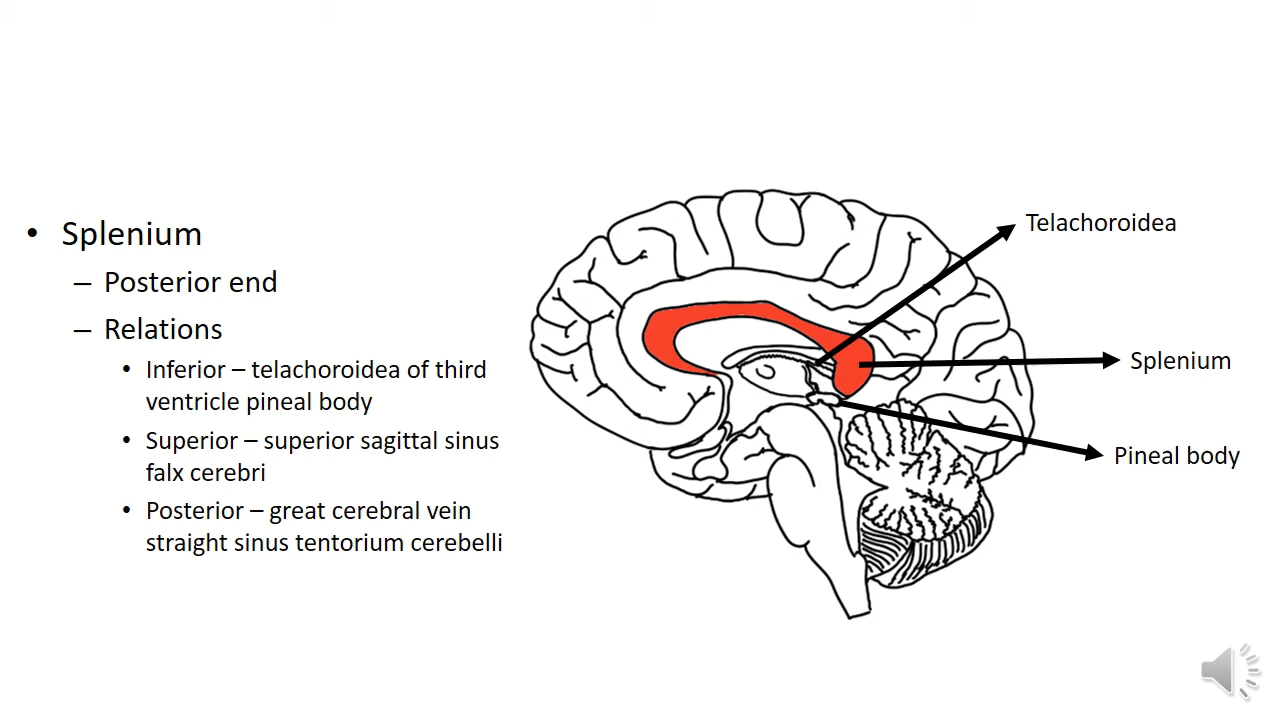 • Splenium
– Posterior end
– Relations
• Inferior – telachoroidea of third
ventricle pineal body
• Superior – superior sagittal sinus
falx cerebri
• Posterior – great cerebral vein
straight sinus tentorium cerebelli
Telachoroidea
Splenium
Pineal body